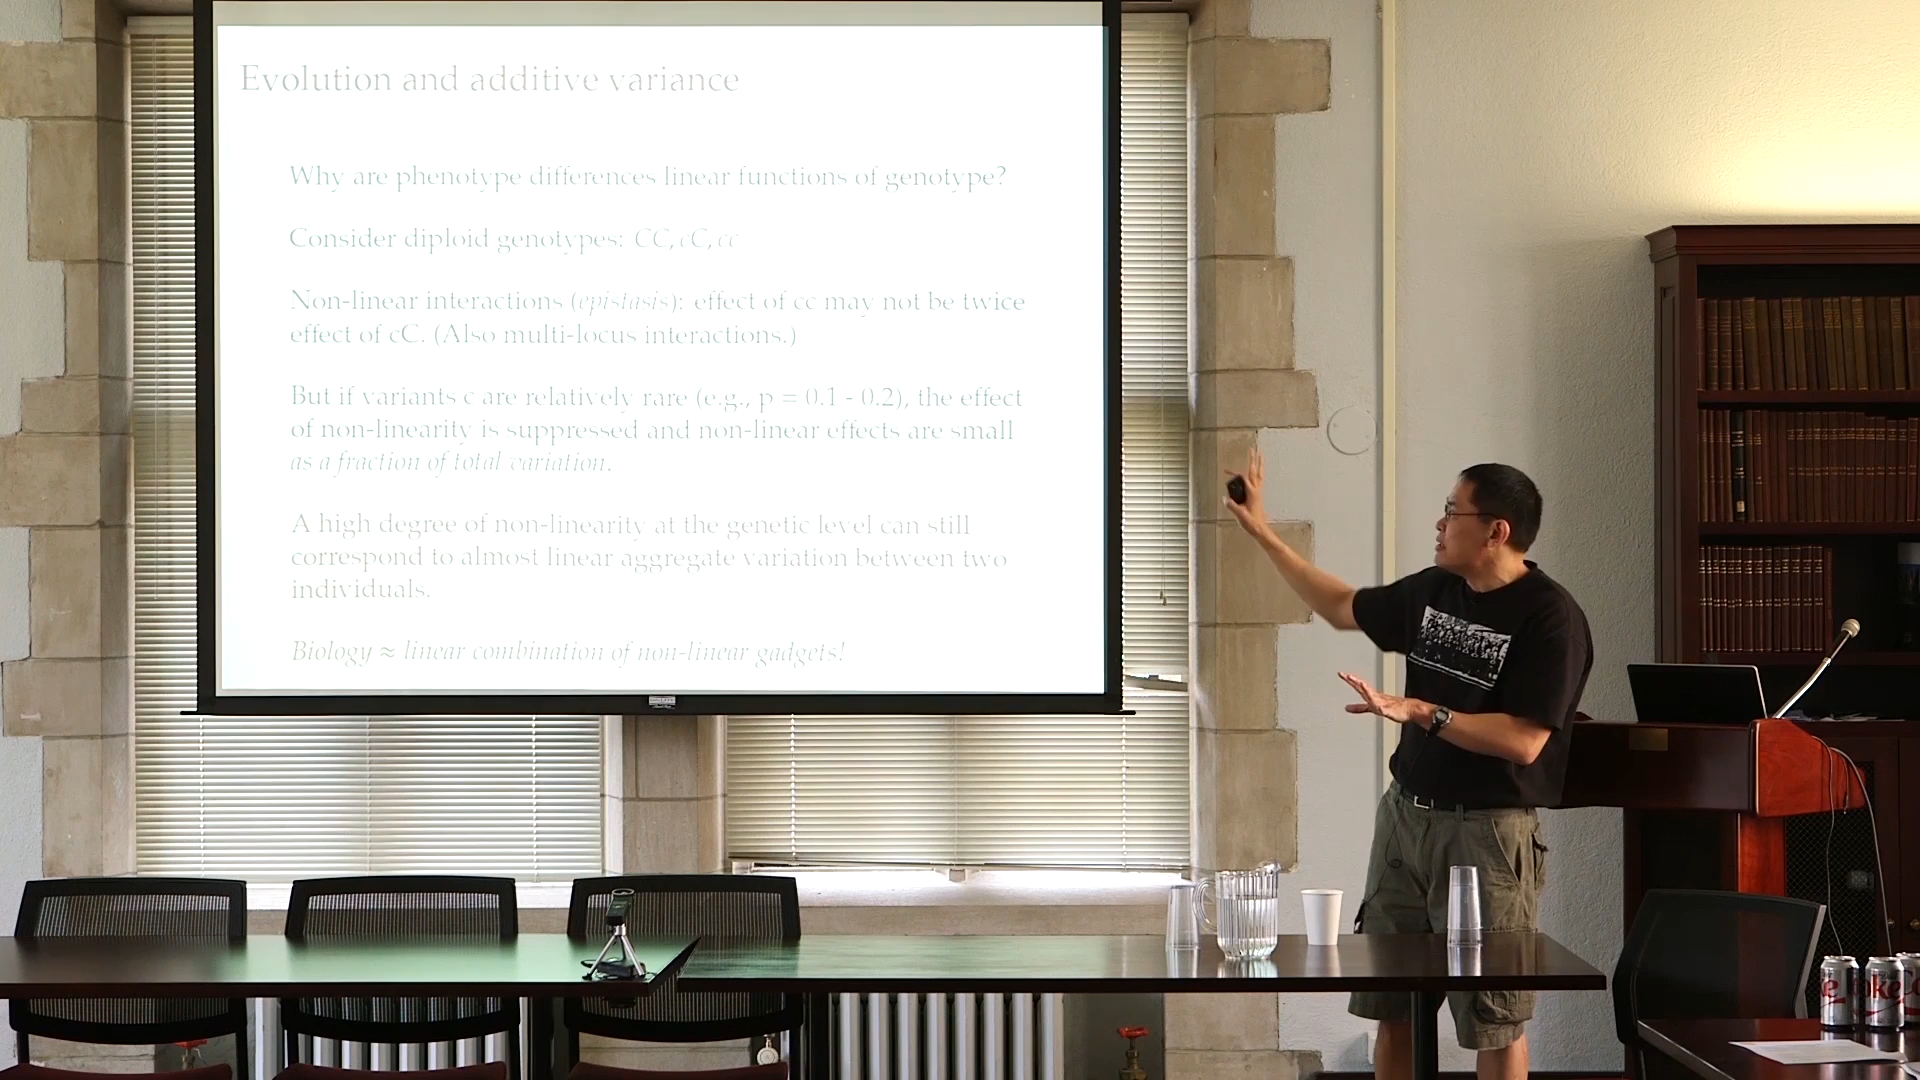 Evolution and additive variance
Why are phenotype differences linear functions of genotype?
Consider diploid genotypes: CC, cC, cc
Non-linear interactions (epistasis): effect of cc may not be twice
effect of cC. (Also multi-locus interactions.)
But if variants c are relatively rare (e.g., p = 0.1 - 0.2), the effect
of non-linearity is suppressed and non-linear effects are small
as a fraction of total variation.
A high degree of non-linearity at the genetic level can still
correspond to almost linear aggregate variation between two
individuals.
Biology ≈ linear combination of non-linear gadgets!
oke